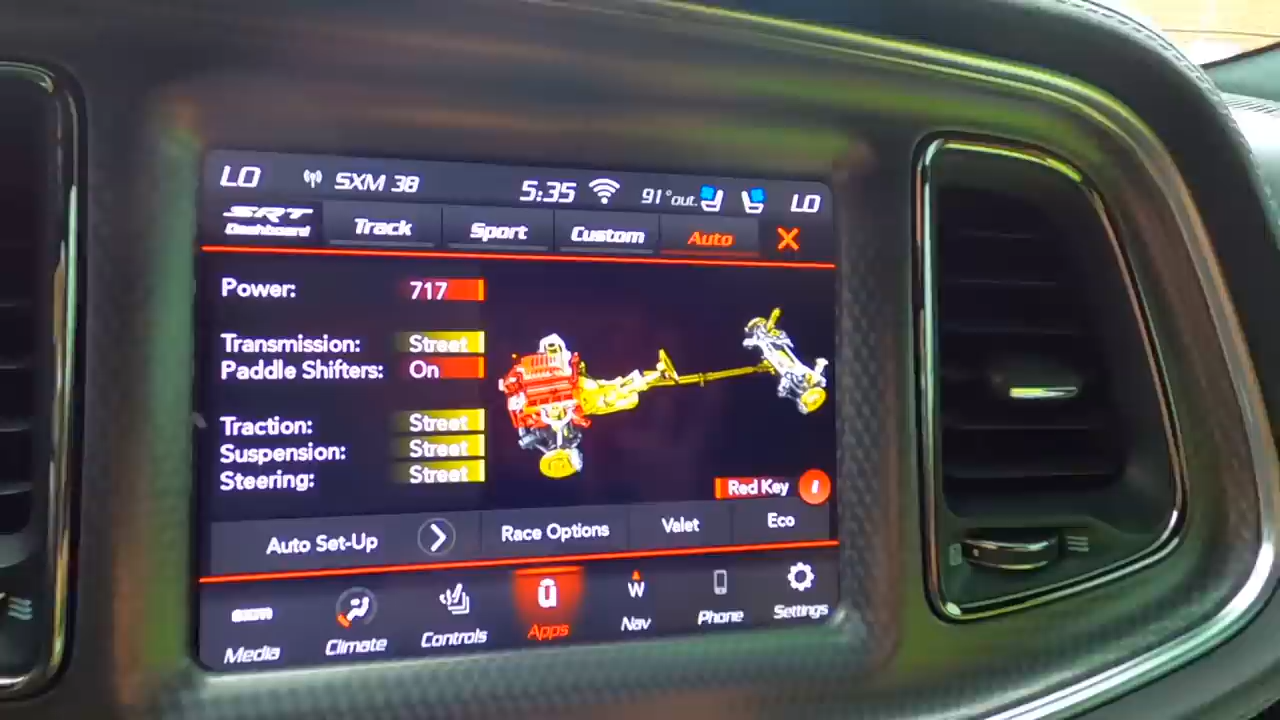 LO SXM 38 5:35 91°out. LO
SRT Dashboard Track Sport Custom Auto X
Power: 717
Transmission: Street
Paddle Shifters: On
Traction: Street
Suspension: Street
Steering: Street
Red Key i
Auto Set-Up Race Options Valet Eco
W
Media Climate Controls Apps Nav Phone Settings